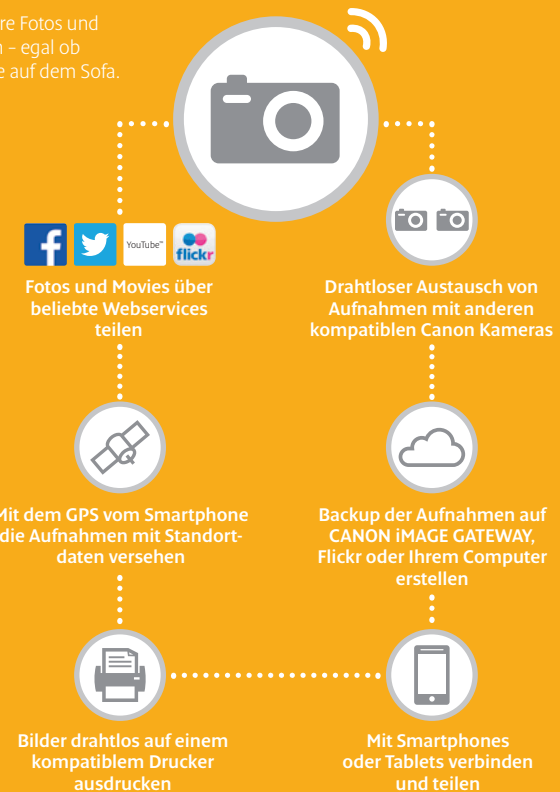 re Fotos und
– egal ob
e auf dem Sofa.
f
YouTube™
flickr
Fotos und Movies über
beliebte Webservices
teilen
Drahtloser Austausch von
Aufnahmen mit anderen
kompatiblen Canon Kameras
Mit dem GPS vom Smartphone
die Aufnahmen mit Standort-
daten versehen
Backup der Aufnahmen auf
CANON iMAGE GATEWAY,
Flickr oder Ihrem Computer
erstellen
Bilder drahtlos auf einem
kompatiblem Drucker
ausdrucken
Mit Smartphones
oder Tablets verbinden
und teilen